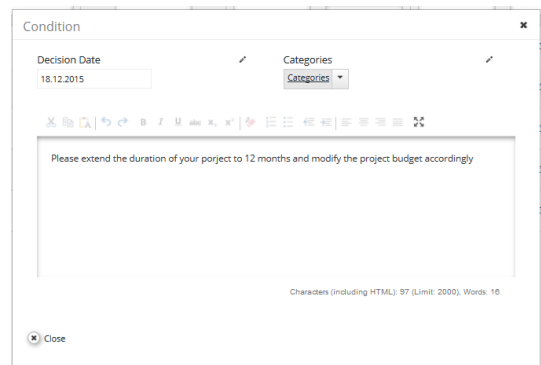 Condition
Decision Date Categories
18.12.2015 Categories
B I U abc x, x'
Please extend the duration of your porject to 12 months and modify the project budget accordingly
Characters (including HTML): 97 (Limit: 2000), Words: 16
Close